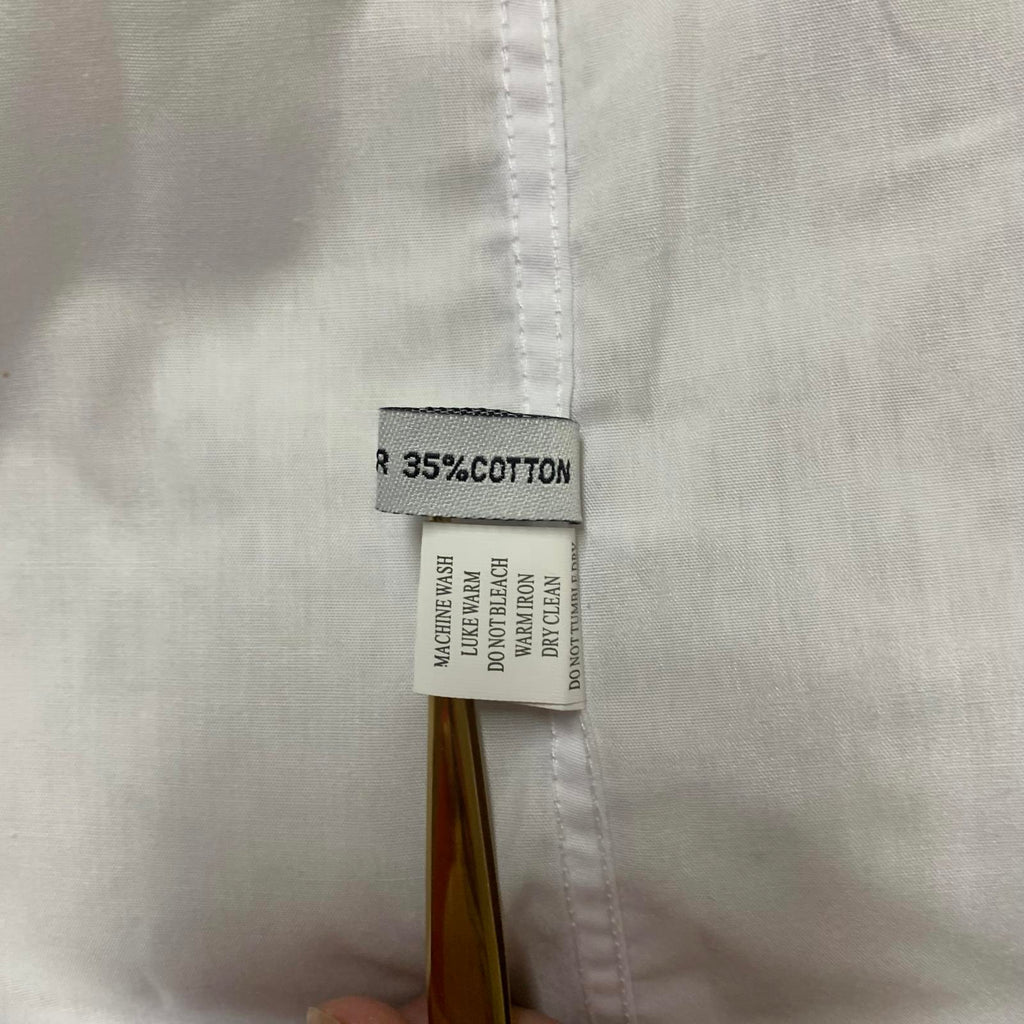 R 35%COTTON
MACHINE WASH
LUKE WARM
DO NOT BLEACH
WARM IRON
DRY CLEAN
DO NOT TUMBLE DRY